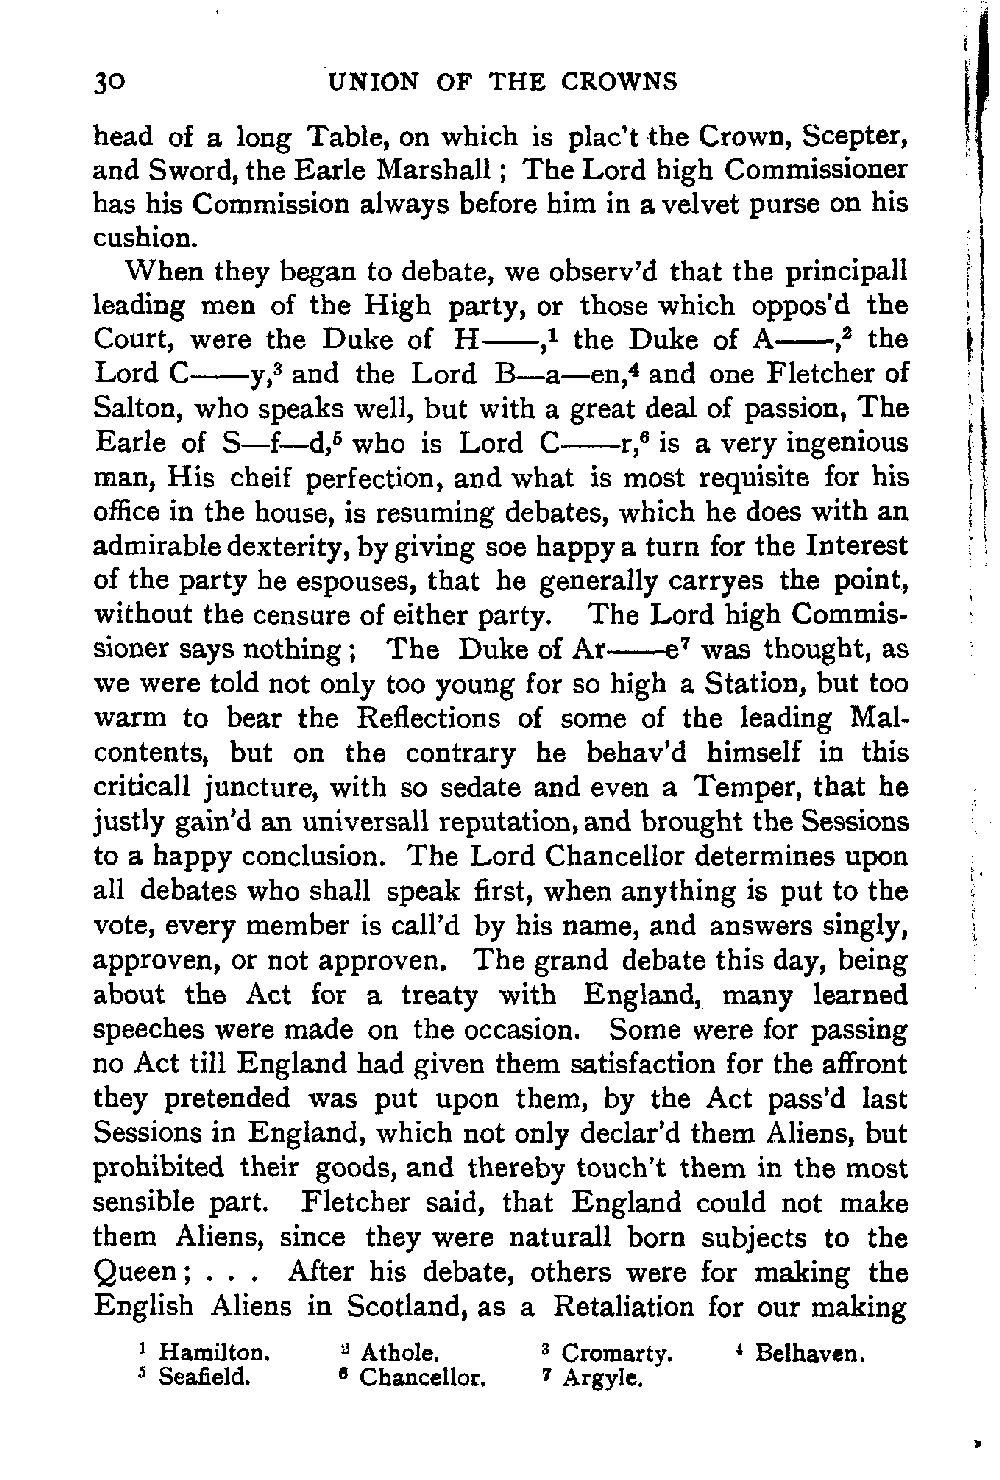 30 UNION OF THE CROWNS
head of a long Table, on which is plac't the Crown, Scepter,
and Sword, the Earle Marshall ; The Lord high Commissioner
has his Commission always before him in a velvet purse on his
cushion.
When they began to debate, we observ'd that the principall
leading men of the High party, or those which oppos'd the
Court, were the Duke of H——,¹ the Duke of A——,² the
Lord C——y,³ and the Lord B—a—en,⁴ and one Fletcher of
Salton, who speaks well, but with a great deal of passion, The
Earle of S—f—d,⁵ who is Lord C——r,⁶ is a very ingenious
man, His cheif perfection, and what is most requisite for his
office in the house, is resuming debates, which he does with an
admirable dexterity, by giving soe happy a turn for the Interest
of the party he espouses, that he generally carryes the point,
without the censure of either party. The Lord high Commis-
sioner says nothing ; The Duke of Ar——e⁷ was thought, as
we were told not only too young for so high a Station, but too
warm to bear the Reflections of some of the leading Mal-
contents, but on the contrary he behav'd himself in this
criticall juncture, with so sedate and even a Temper, that he
justly gain'd an universall reputation, and brought the Sessions
to a happy conclusion. The Lord Chancellor determines upon
all debates who shall speak first, when anything is put to the
vote, every member is call'd by his name, and answers singly,
approven, or not approven. The grand debate this day, being
about the Act for a treaty with England, many learned
speeches were made on the occasion. Some were for passing
no Act till England had given them satisfaction for the affront
they pretended was put upon them, by the Act pass'd last
Sessions in England, which not only declar'd them Aliens, but
prohibited their goods, and thereby touch't them in the most
sensible part. Fletcher said, that England could not make
them Aliens, since they were naturall born subjects to the
Queen ; . . . After his debate, others were for making the
English Aliens in Scotland, as a Retaliation for our making
¹ Hamilton. ² Athole. ³ Cromarty. ⁴ Belhaven.
⁵ Seafield. ⁶ Chancellor. ⁷ Argyle.